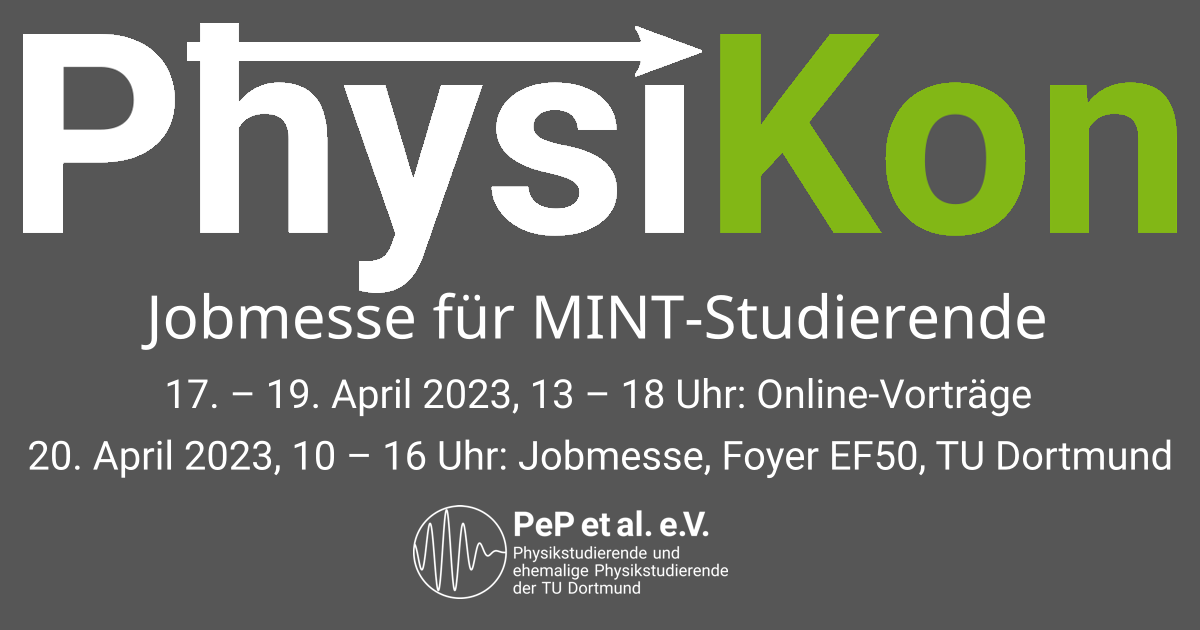 PhysiKon
Jobmesse für MINT-Studierende
17. – 19. April 2023, 13 – 18 Uhr: Online-Vorträge
20. April 2023, 10 – 16 Uhr: Jobmesse, Foyer EF50, TU Dortmund
PeP et al. e.V.
Physikstudierende und
ehemalige Physikstudierende
der TU Dortmund